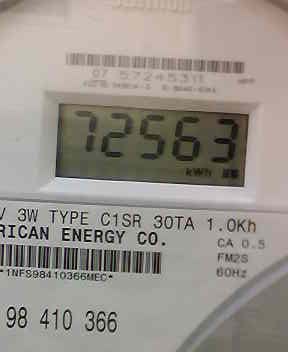 07 57245311
72563
kWh
V 3W TYPE C1SR 30TA 1.0Kh
RICAN ENERGY CO.
CA 0.5
FM2S
*1NFS98410366MEC*
60Hz
98 410 366